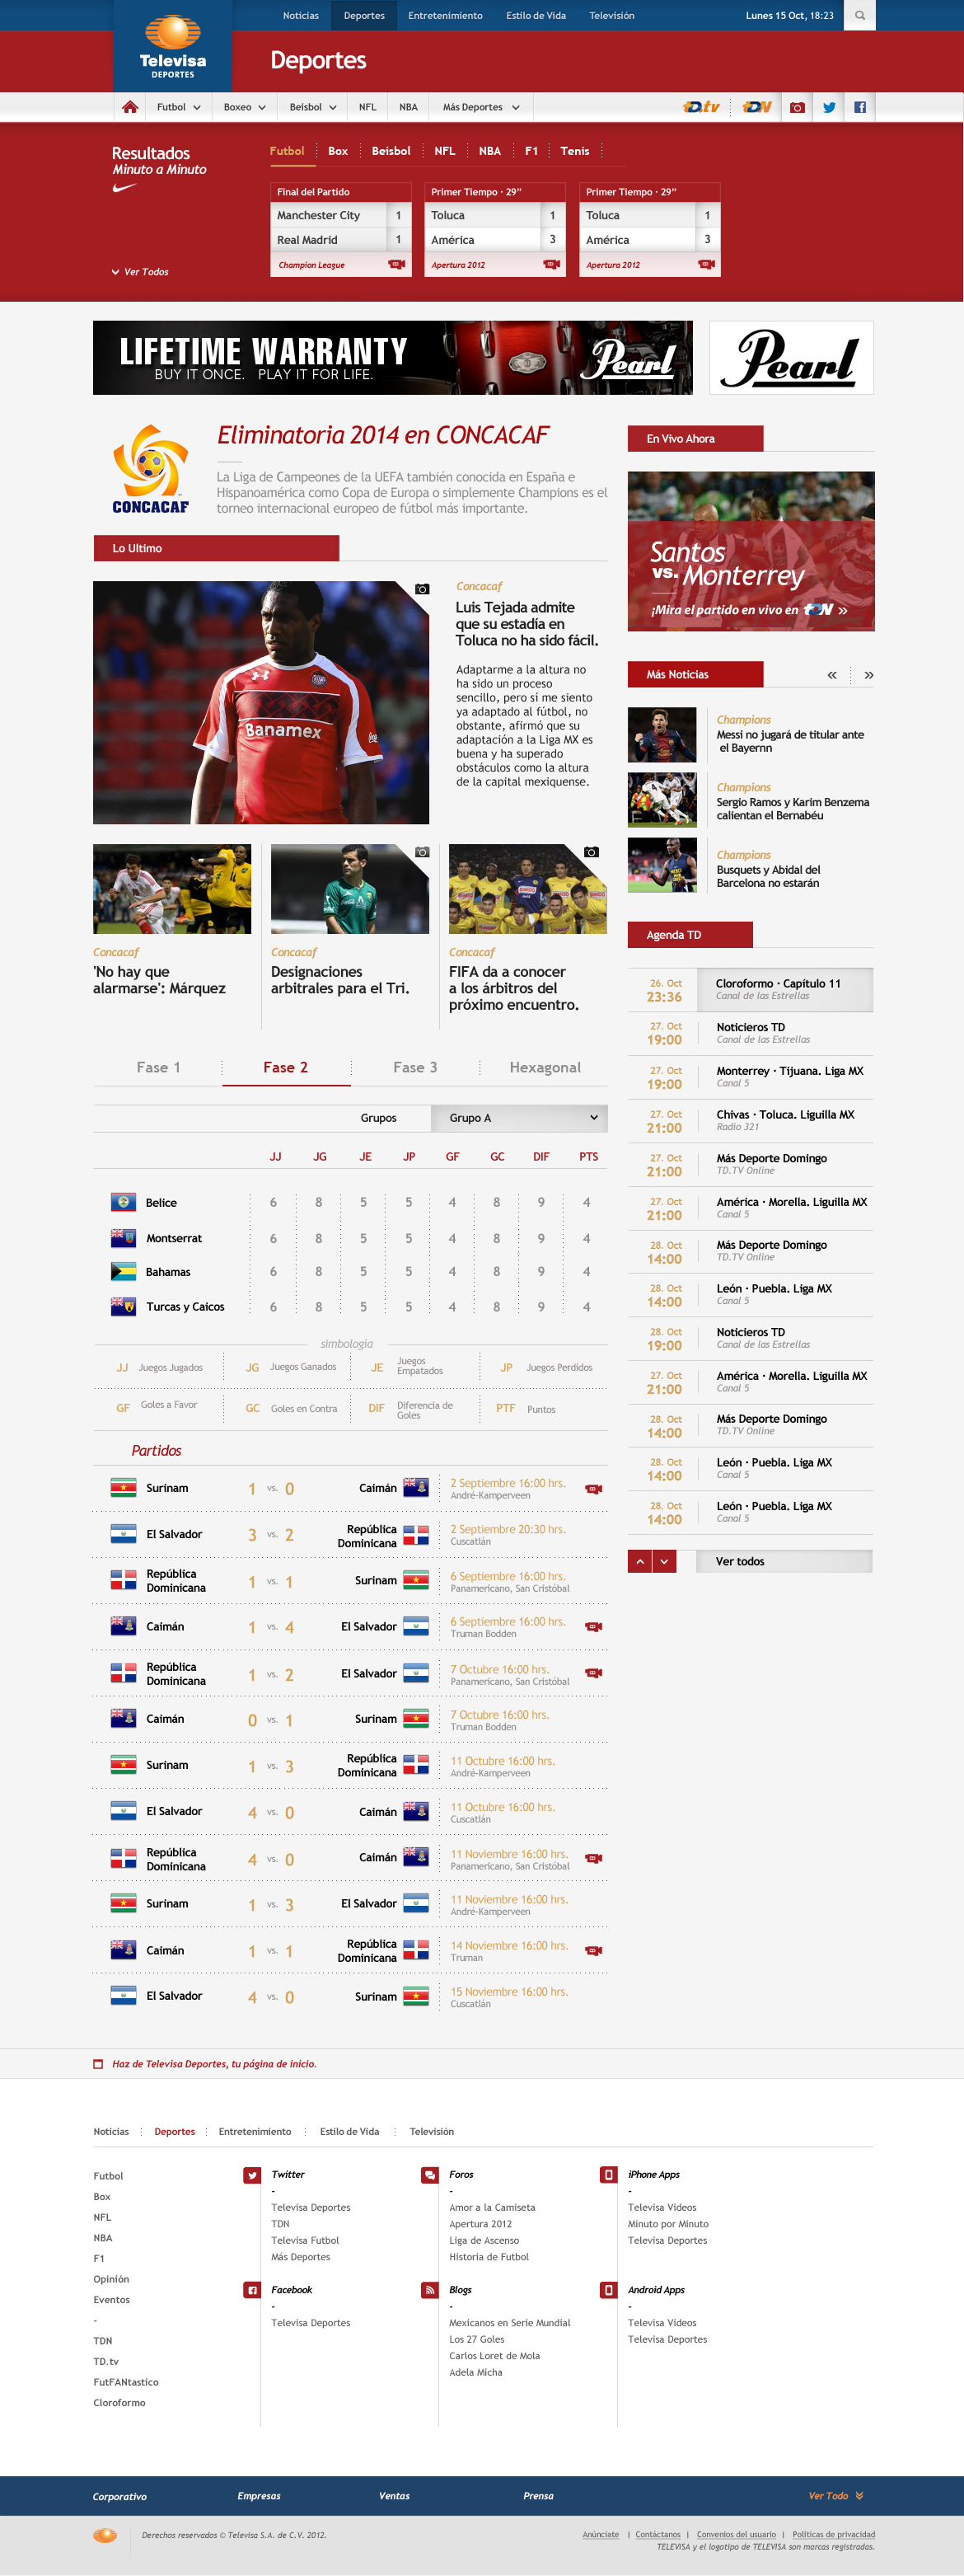 Noticias Deportes Entretenimiento Estilo de Vida Televisión Lunes 15 Oct, 18:23
Televisa
DEPORTES
Deportes
Futbol Boxeo Beisbol NFL NBA Más Deportes TD.tv TDN
Resultados
Minuto a Minuto
Ver Todos
Futbol Box Beisbol NFL NBA F1 Tenis
Final del Partido
Manchester City 1
Real Madrid 1
Champion League
Primer Tiempo · 29”
Toluca 1
América 3
Apertura 2012
Primer Tiempo · 29”
Toluca 1
América 3
Apertura 2012
LIFETIME WARRANTY
BUY IT ONCE. PLAY IT FOR LIFE.
Pearl
Pearl
CONCACAF
Eliminatoria 2014 en CONCACAF
La Liga de Campeones de la UEFA también conocida en España e
Hispanoamérica como Copa de Europa o simplemente Champions es el
torneo internacional europeo de fútbol más importante.
Lo Ultimo
Banamex
Concacaf
Luis Tejada admite
que su estadía en
Toluca no ha sido fácil.
Adaptarme a la altura no
ha sido un proceso
sencillo, pero sí me siento
ya adaptado al fútbol, no
obstante, afirmó que su
adaptación a la Liga MX es
buena y ha superado
obstáculos como la altura
de la capital mexiquense.
Concacaf
'No hay que
alarmarse': Márquez
Concacaf
Designaciones
arbitrales para el Tri.
Concacaf
FIFA da a conocer
a los árbitros del
próximo encuentro.
Fase 1 Fase 2 Fase 3 Hexagonal
Grupos Grupo A
JJ JG JE JP GF GC DIF PTS
Belice 6 8 5 5 4 8 9 4
Montserrat 6 8 5 5 4 8 9 4
Bahamas 6 8 5 5 4 8 9 4
Turcas y Caicos 6 8 5 5 4 8 9 4
simbología
JJ Juegos Jugados JG Juegos Ganados JE Juegos Empatados JP Juegos Perdidos
GF Goles a Favor GC Goles en Contra DIF Diferencia de Goles PTF Puntos
Partidos
Surinam 1 vs. 0 Caimán 2 Septiembre 16:00 hrs.
André-Kamperveen
El Salvador 3 vs. 2 República Dominicana 2 Septiembre 20:30 hrs.
Cuscatlán
República Dominicana 1 vs. 1 Surinam 6 Septiembre 16:00 hrs.
Panamericano, San Cristóbal
Caimán 1 vs. 4 El Salvador 6 Septiembre 16:00 hrs.
Truman Bodden
República Dominicana 1 vs. 2 El Salvador 7 Octubre 16:00 hrs.
Panamericano, San Cristóbal
Caimán 0 vs. 1 Surinam 7 Octubre 16:00 hrs.
Truman Bodden
Surinam 1 vs. 3 República Dominicana 11 Octubre 16:00 hrs.
André-Kamperveen
El Salvador 4 vs. 0 Caimán 11 Octubre 16:00 hrs.
Cuscatlán
República Dominicana 4 vs. 0 Caimán 11 Noviembre 16:00 hrs.
Panamericano, San Cristóbal
Surinam 1 vs. 3 El Salvador 11 Noviembre 16:00 hrs.
André-Kamperveen
Caimán 1 vs. 1 República Dominicana 14 Noviembre 16:00 hrs.
Truman
El Salvador 4 vs. 0 Surinam 15 Noviembre 16:00 hrs.
Cuscatlán
En Vivo Ahora
Santos
vs. Monterrey
¡Mira el partido en vivo en TDN »
Más Noticias « »
Champions
Messi no jugará de titular ante
el Bayernn
Champions
Sergio Ramos y Karim Benzema
calientan el Bernabéu
Champions
Busquets y Abidal del
Barcelona no estarán
Agenda TD
26. Oct Cloroformo · Capítulo 11
23:36 Canal de las Estrellas
27. Oct Noticieros TD
19:00 Canal de las Estrellas
27. Oct Monterrey · Tijuana. Liga MX
19:00 Canal 5
27. Oct Chivas · Toluca. Liguilla MX
21:00 Radio 321
27. Oct Más Deporte Domingo
21:00 TD.TV Online
27. Oct América · Morella. Liguilla MX
21:00 Canal 5
28. Oct Más Deporte Domingo
14:00 TD.TV Online
28. Oct León · Puebla. Liga MX
14:00 Canal 5
28. Oct Noticieros TD
19:00 Canal de las Estrellas
27. Oct América · Morella. Liguilla MX
21:00 Canal 5
28. Oct Más Deporte Domingo
14:00 TD.TV Online
28. Oct León · Puebla. Liga MX
14:00 Canal 5
28. Oct León · Puebla. Liga MX
14:00 Canal 5
Ver todos
Haz de Televisa Deportes, tu página de inicio.
Noticias Deportes Entretenimiento Estilo de Vida Televisión
Futbol
Box
NFL
NBA
F1
Opinión
Eventos
-
TDN
TD.tv
FutFANtastico
Cloroformo
Twitter
-
Televisa Deportes
TDN
Televisa Futbol
Más Deportes
Facebook
-
Televisa Deportes
Foros
-
Amor a la Camiseta
Apertura 2012
Liga de Ascenso
Historia de Futbol
Blogs
-
Mexicanos en Serie Mundial
Los 27 Goles
Carlos Loret de Mola
Adela Micha
iPhone Apps
-
Televisa Videos
Minuto por Minuto
Televisa Deportes
Android Apps
-
Televisa Videos
Televisa Deportes
Corporativo Empresas Ventas Prensa Ver Todo
Derechos reservados © Televisa S.A. de C.V. 2012.
Anúnciate | Contáctanos | Convenios del usuario | Políticas de privacidad
TELEVISA y el logotipo de TELEVISA son marcas registradas.